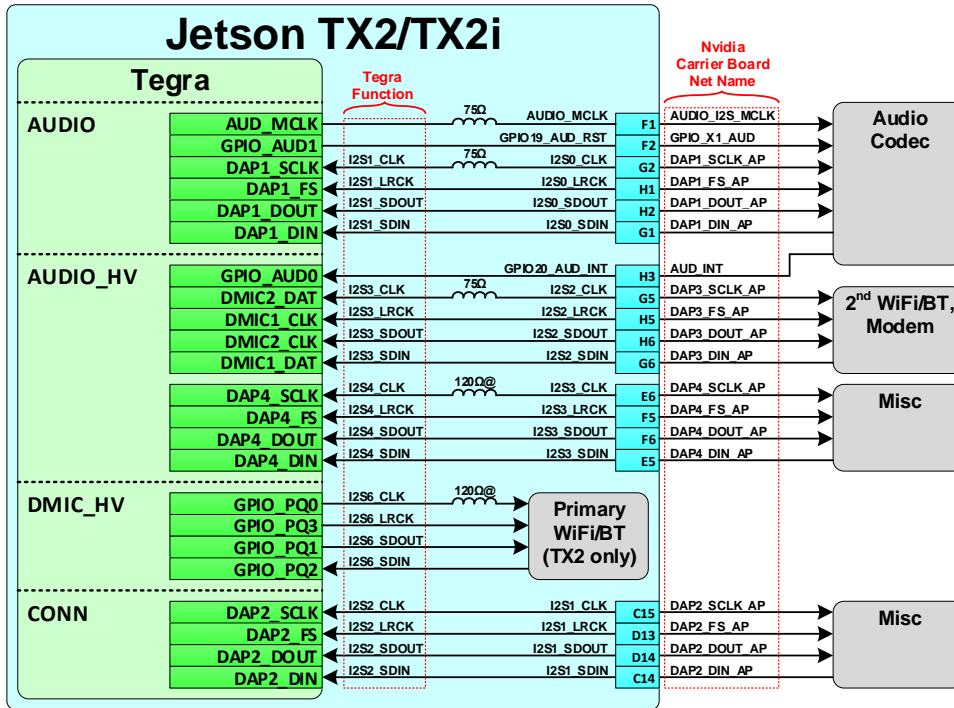 Jetson TX2/TX2i
Tegra
Tegra
Function
Nvidia
Carrier Board
Net Name
AUDIO
AUD_MCLK 75Ω AUDIO_MCLK F1 AUDIO_I2S_MCLK
GPIO_AUD1 GPIO19_AUD_RST F2 GPIO_X1_AUD
DAP1_SCLK I2S1_CLK 75Ω I2S0_CLK G2 DAP1_SCLK_AP
DAP1_FS I2S1_LRCK I2S0_LRCK H1 DAP1_FS_AP
DAP1_DOUT I2S1_SDOUT I2S0_SDOUT H2 DAP1_DOUT_AP
DAP1_DIN I2S1_SDIN I2S0_SDIN G1 DAP1_DIN_AP
Audio
Codec
AUDIO_HV
GPIO_AUD0 GPIO20_AUD_INT H3 AUD_INT
DMIC2_DAT I2S3_CLK 75Ω I2S2_CLK G5 DAP3_SCLK_AP
DMIC1_CLK I2S3_LRCK I2S2_LRCK H5 DAP3_FS_AP
DMIC2_CLK I2S3_SDOUT I2S2_SDOUT H6 DAP3_DOUT_AP
DMIC1_DAT I2S3_SDIN I2S2_SDIN G6 DAP3_DIN_AP
2nd WiFi/BT,
Modem
DAP4_SCLK I2S4_CLK 120Ω@ I2S3_CLK E6 DAP4_SCLK_AP
DAP4_FS I2S4_LRCK I2S3_LRCK F5 DAP4_FS_AP
DAP4_DOUT I2S4_SDOUT I2S3_SDOUT F6 DAP4_DOUT_AP
DAP4_DIN I2S4_SDIN I2S3_SDIN E5 DAP4_DIN_AP
Misc
DMIC_HV
GPIO_PQ0 I2S6_CLK 120Ω@
GPIO_PQ3 I2S6_LRCK
GPIO_PQ1 I2S6_SDOUT
GPIO_PQ2 I2S6_SDIN
Primary
WiFi/BT
(TX2 only)
CONN
DAP2_SCLK I2S2_CLK I2S1_CLK C15 DAP2_SCLK_AP
DAP2_FS I2S2_LRCK I2S1_LRCK D13 DAP2_FS_AP
DAP2_DOUT I2S2_SDOUT I2S1_SDOUT D14 DAP2_DOUT_AP
DAP2_DIN I2S2_SDIN I2S1_SDIN C14 DAP2_DIN_AP
Misc